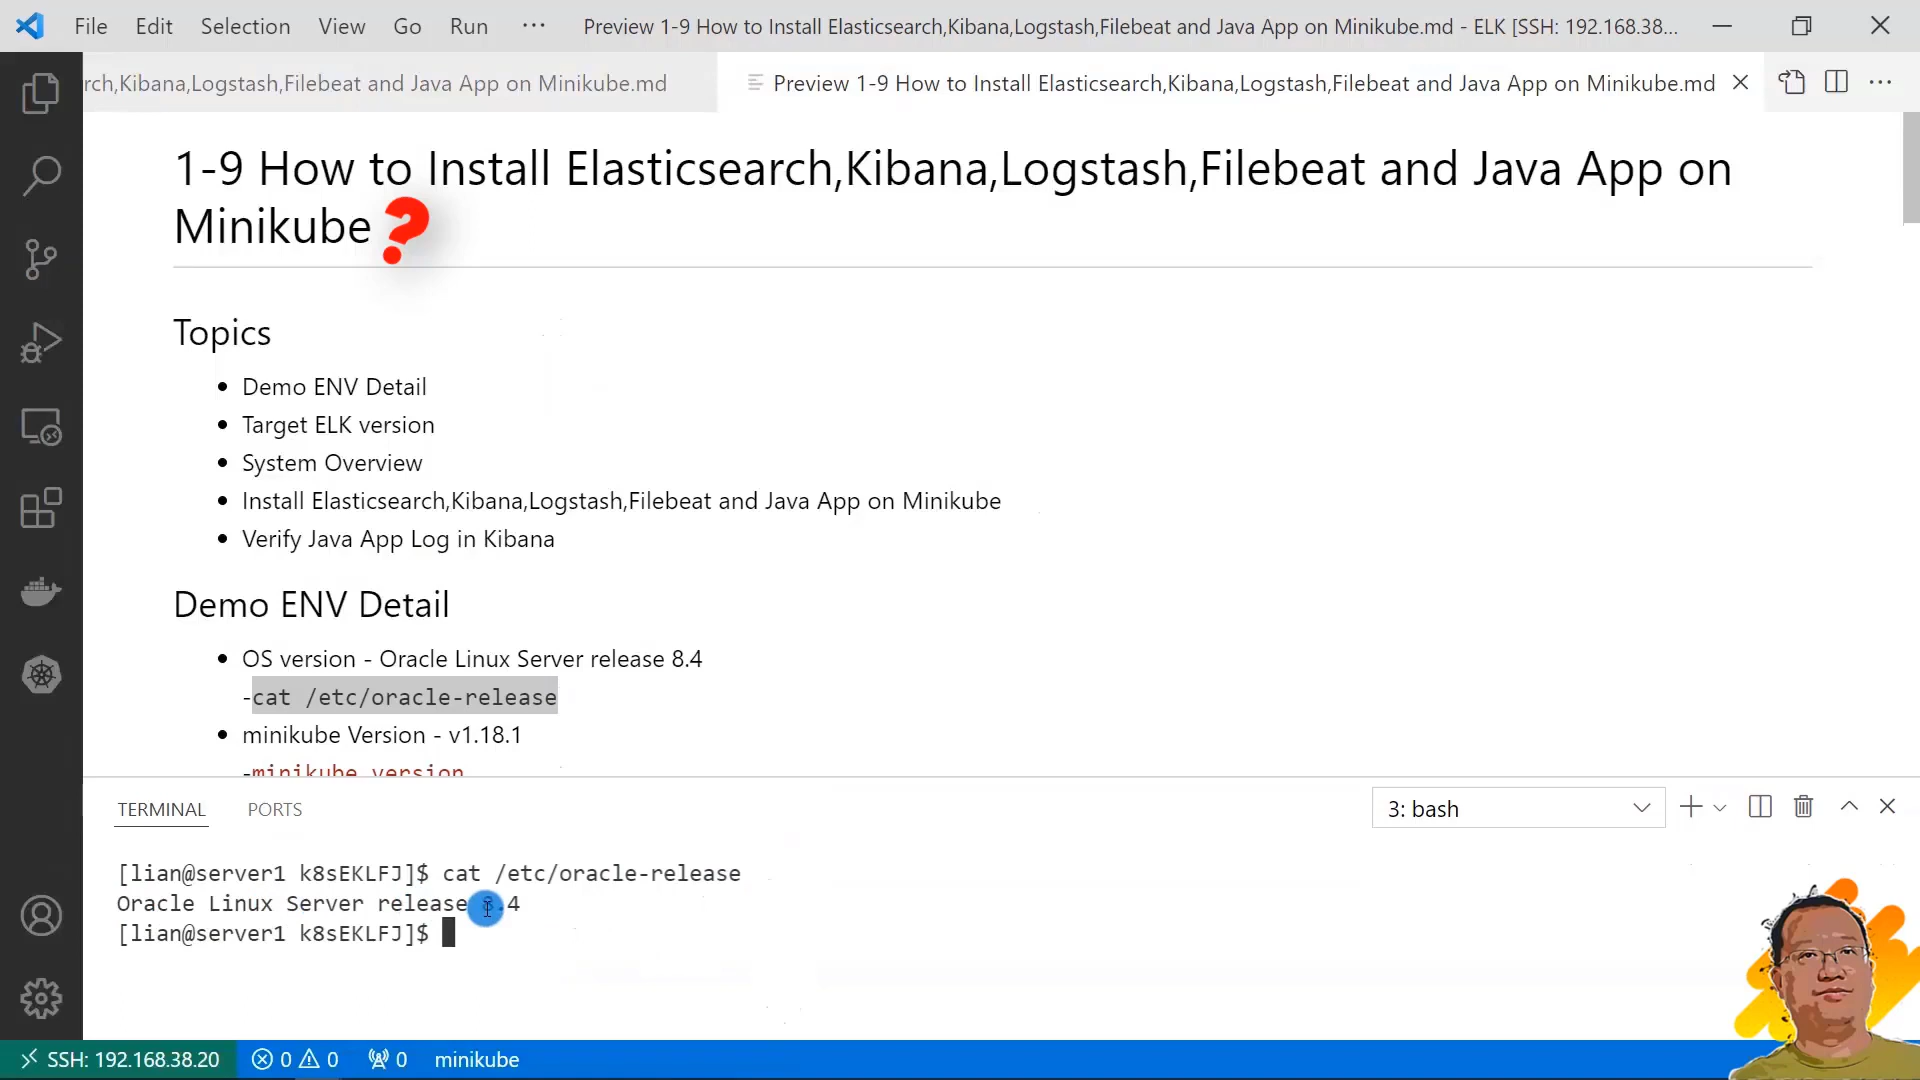 File Edit Selection View Go Run ··· Preview 1-9 How to Install Elasticsearch,Kibana,Logstash,Filebeat and Java App on Minikube.md - ELK [SSH: 192.168.38...
rch,Kibana,Logstash,Filebeat and Java App on Minikube.md Preview 1-9 How to Install Elasticsearch,Kibana,Logstash,Filebeat and Java App on Minikube.md
1-9 How to Install Elasticsearch,Kibana,Logstash,Filebeat and Java App on
Minikube❓
Topics
• Demo ENV Detail
• Target ELK version
• System Overview
• Install Elasticsearch,Kibana,Logstash,Filebeat and Java App on Minikube
• Verify Java App Log in Kibana
Demo ENV Detail
• OS version - Oracle Linux Server release 8.4
-cat /etc/oracle-release
• minikube Version - v1.18.1
-minikube version
TERMINAL PORTS 3: bash
[lian@server1 k8sEKLFJ]$ cat /etc/oracle-release
Oracle Linux Server release 8.4
[lian@server1 k8sEKLFJ]$
SSH: 192.168.38.20 0 0 0 minikube